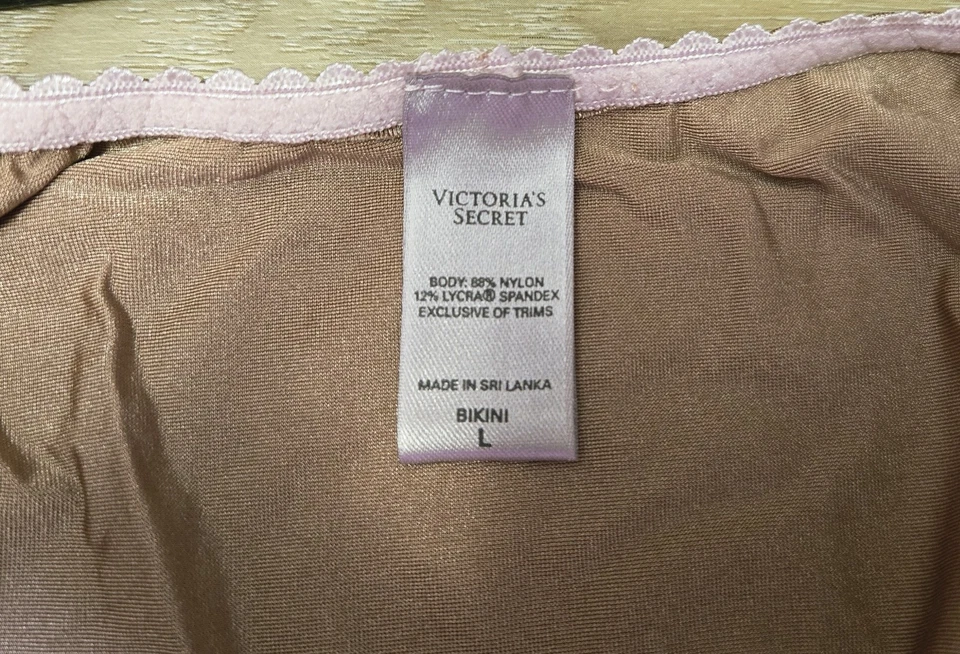 VICTORIA'S
SECRET
BODY: 88% NYLON
12% LYCRA® SPANDEX
EXCLUSIVE OF TRIMS
MADE IN SRI LANKA
BIKINI
L